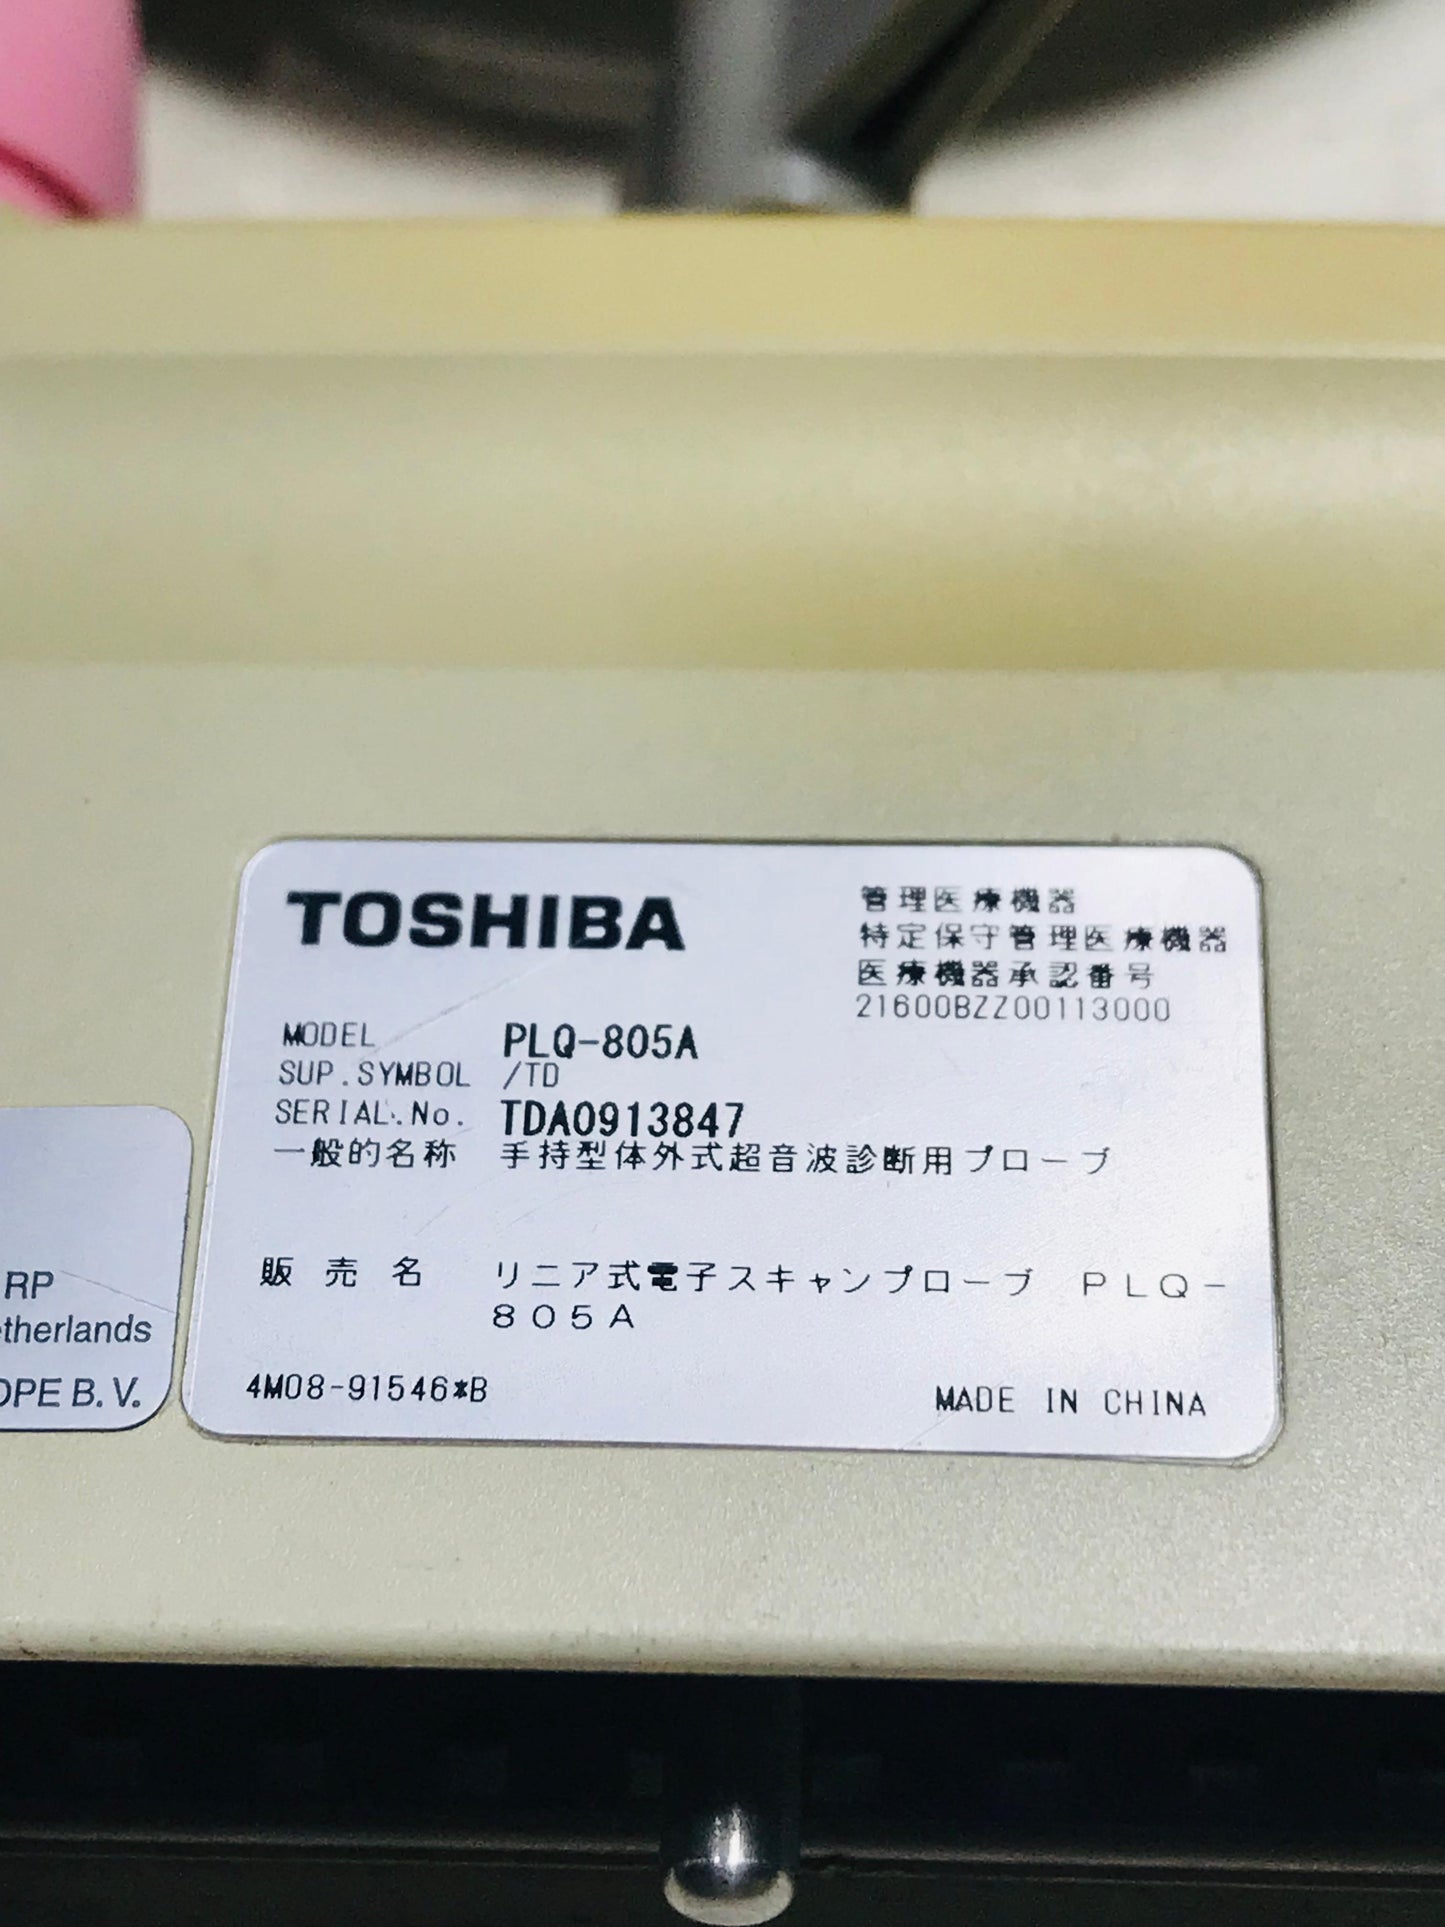 TOSHIBA
管理医療機器
特定保守管理医療機器
医療機器承認番号
21600BZZ00113000
MODEL PLQ-805A
SUP.SYMBOL /TD
SERIAL.No. TDA0913847
一般的名称 手持型体外式超音波診断用プローブ
販売名 リニア式電子スキャンプローブ PLQ-
805A
4M08-91546*B
MADE IN CHINA
RP
etherlands
OPE B.V.